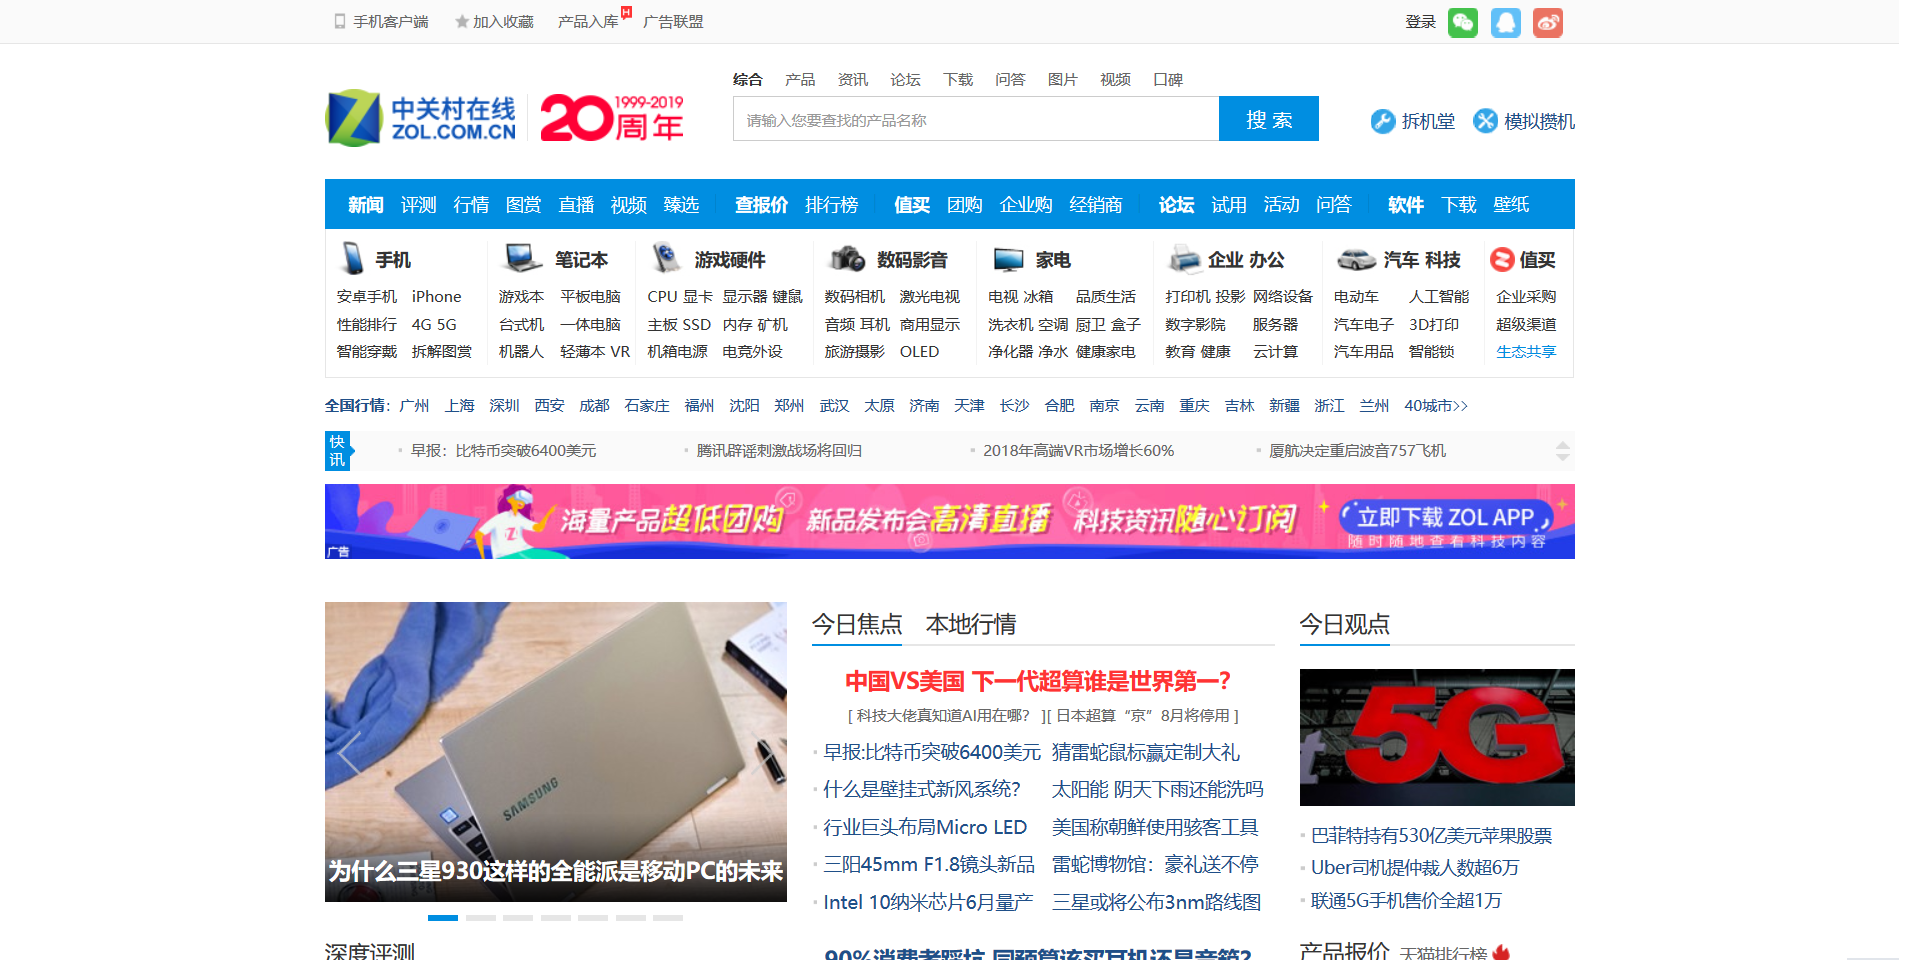 手机客户端 加入收藏 产品入库 H 广告联盟 登录
综合 产品 资讯 论坛 下载 问答 图片 视频 口碑
中关村在线 ZOL.COM.CN 1999-2019 20周年
请输入您要查找的产品名称 搜索 拆机堂 模拟攒机
新闻 评测 行情 图赏 直播 视频 臻选 查报价 排行榜 值买 团购 企业购 经销商 论坛 试用 活动 问答 软件 下载 壁纸
手机 笔记本 游戏硬件 数码影音 家电 企业 办公 汽车 科技 值买
安卓手机 iPhone 游戏本 平板电脑 CPU 显卡 显示器 键鼠 数码相机 激光电视 电视 冰箱 品质生活 打印机 投影 网络设备 电动车 人工智能 企业采购
性能排行 4G 5G 台式机 一体电脑 主板 SSD 内存 矿机 音频 耳机 商用显示 洗衣机 空调 厨卫 盒子 数字影院 服务器 汽车电子 3D打印 超级渠道
智能穿戴 拆解图赏 机器人 轻薄本 VR 机箱电源 电竞外设 旅游摄影 OLED 净化器 净水 健康家电 教育 健康 云计算 汽车用品 智能锁 生态共享
全国行情: 广州 上海 深圳 西安 成都 石家庄 福州 沈阳 郑州 武汉 太原 济南 天津 长沙 合肥 南京 云南 重庆 吉林 新疆 浙江 兰州 40城市>>
快讯 早报：比特币突破6400美元 腾讯辟谣刺激战场将回归 2018年高端VR市场增长60% 厦航决定重启波音757飞机
海量产品超低团购 新品发布会高清直播 科技资讯随心订阅 立即下载 ZOL APP
随时随地查看科技内容
广告
SAMSUNG
为什么三星930这样的全能派是移动PC的未来
深度评测
今日焦点 本地行情
中国VS美国 下一代超算谁是世界第一?
[ 科技大佬真知道AI用在哪? ][ 日本超算“京”8月将停用 ]
早报:比特币突破6400美元 猜雷蛇鼠标赢定制大礼
什么是壁挂式新风系统? 太阳能 阴天下雨还能洗吗
行业巨头布局Micro LED 美国称朝鲜使用骇客工具
三阳45mm F1.8镜头新品 雷蛇博物馆：豪礼送不停
Intel 10纳米芯片6月量产 三星或将公布3nm路线图
90%消费者踩坑 同预算该买耳机还是音箱?
今日观点
5G
巴菲特持有530亿美元苹果股票
Uber司机提仲裁人数超6万
联通5G手机售价全超1万
产品报价 天猫排行榜